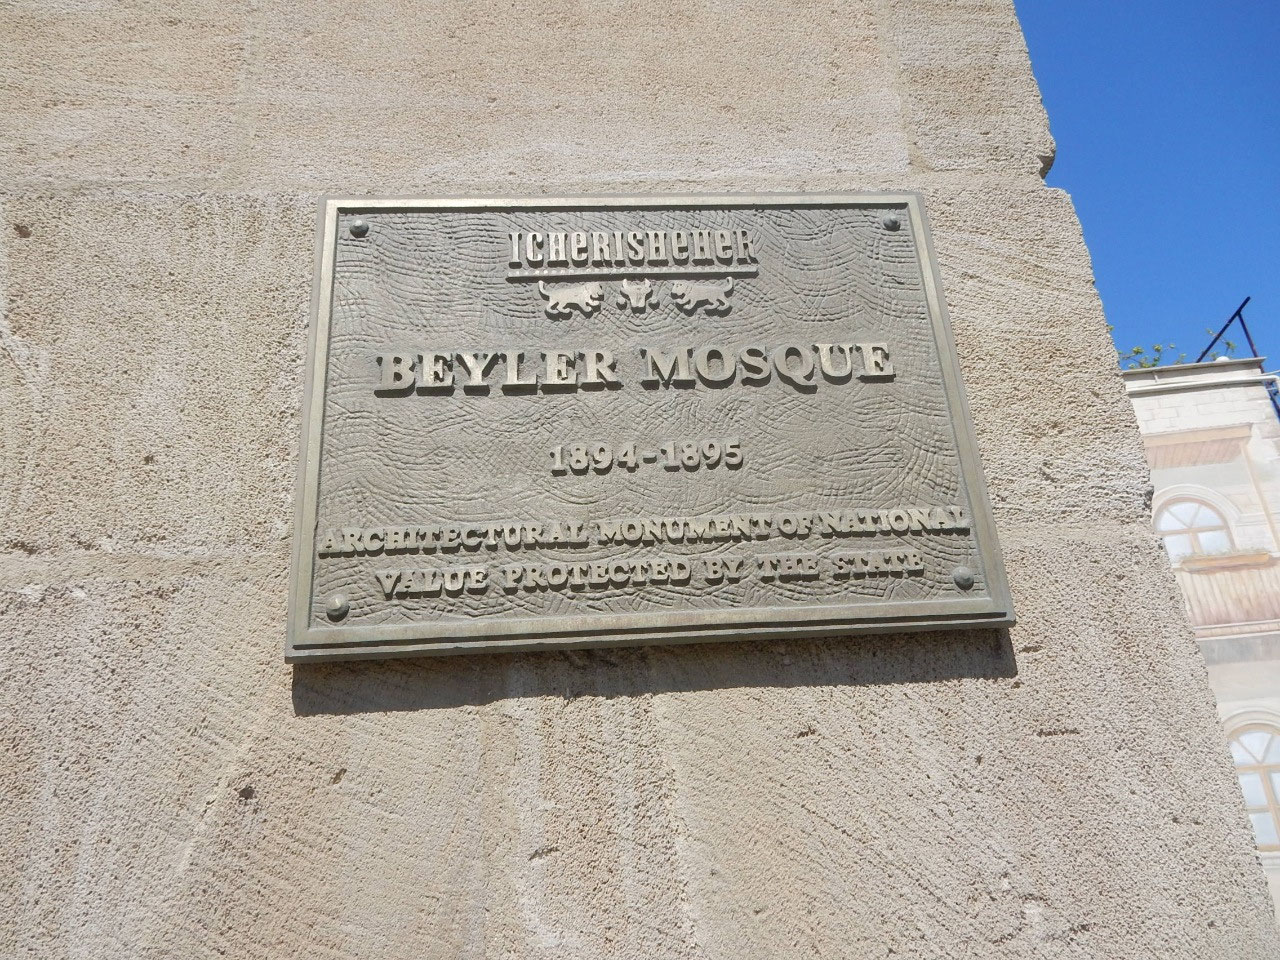 ICHERISHEHER
BEYLER MOSQUE
1894-1895
ARCHITECTURAL MONUMENT OF NATIONAL
VALUE PROTECTED BY THE STATE